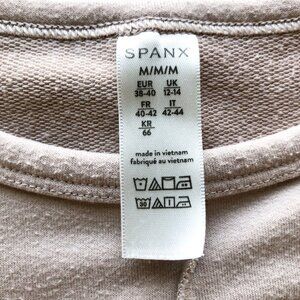 SPANX
M/M/M
EUR UK
38-40 12-14
FR IT
40-42 42-44
KR
66
made in vietnam
fabriqué au vietnam